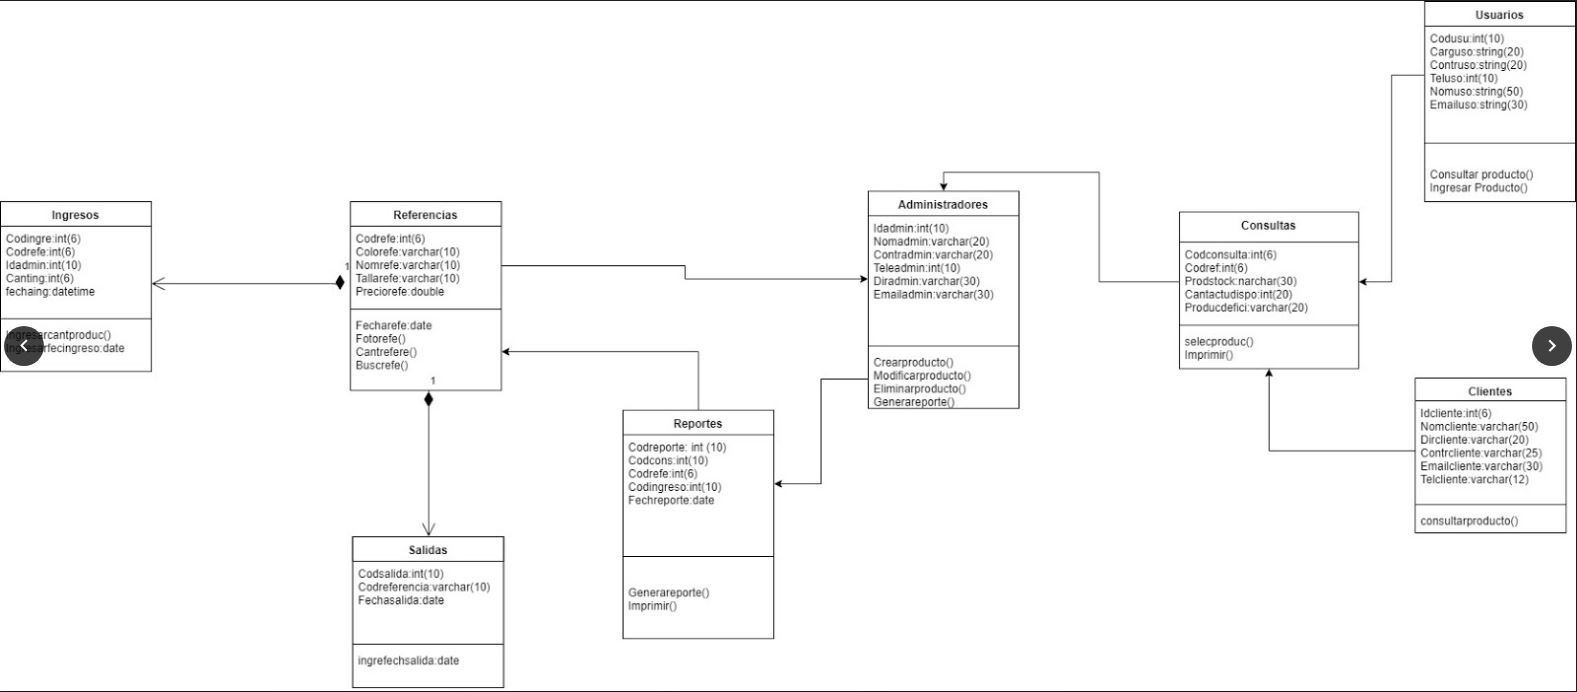 Usuarios
Codusu:int(10)
Carguso:string(20)
Contruso:string(20)
Teluso:int(10)
Nomuso:string(50)
Emailuso:string(30)
Consultar producto()
Ingresar Producto()
Ingresos
Codingre:int(6)
Codrefe:int(6)
Idadmin:int(10)
Canting:int(6)
fechaing:datetime
Ingresarcantproduc()
Ingresarfecingreso:date
1
Referencias
Codrefe:int(6)
Colorefe:varchar(10)
Nomrefe:varchar(10)
Tallarefe:varchar(10)
Preciorefe:double
Fecharefe:date
Fotorefe()
Cantrefere()
Buscrefe()
1
Administradores
Idadmin:int(10)
Nomadmin:varchar(20)
Contradmin:varchar(20)
Teleadmin:int(10)
Diradmin:varchar(30)
Emailadmin:varchar(30)
Crearproducto()
Modificarproducto()
Eliminarproducto()
Generareporte()
Consultas
Codconsulta:int(6)
Codref:int(6)
Prodstock:narchar(30)
Cantactudispo:int(20)
Producdefici:varchar(20)
selecproduc()
Imprimir()
Clientes
Idcliente:int(6)
Nomcliente:varchar(50)
Dircliente:varchar(20)
Contrcliente:varchar(25)
Emailcliente:varchar(30)
Telcliente:varchar(12)
consultarproducto()
Reportes
Codreporte: int (10)
Codcons:int(10)
Codrefe:int(6)
Codingreso:int(10)
Fechreporte:date
Generareporte()
Imprimir()
Salidas
Codsalida:int(10)
Codreferencia:varchar(10)
Fechasalida:date
ingrefechsalida:date